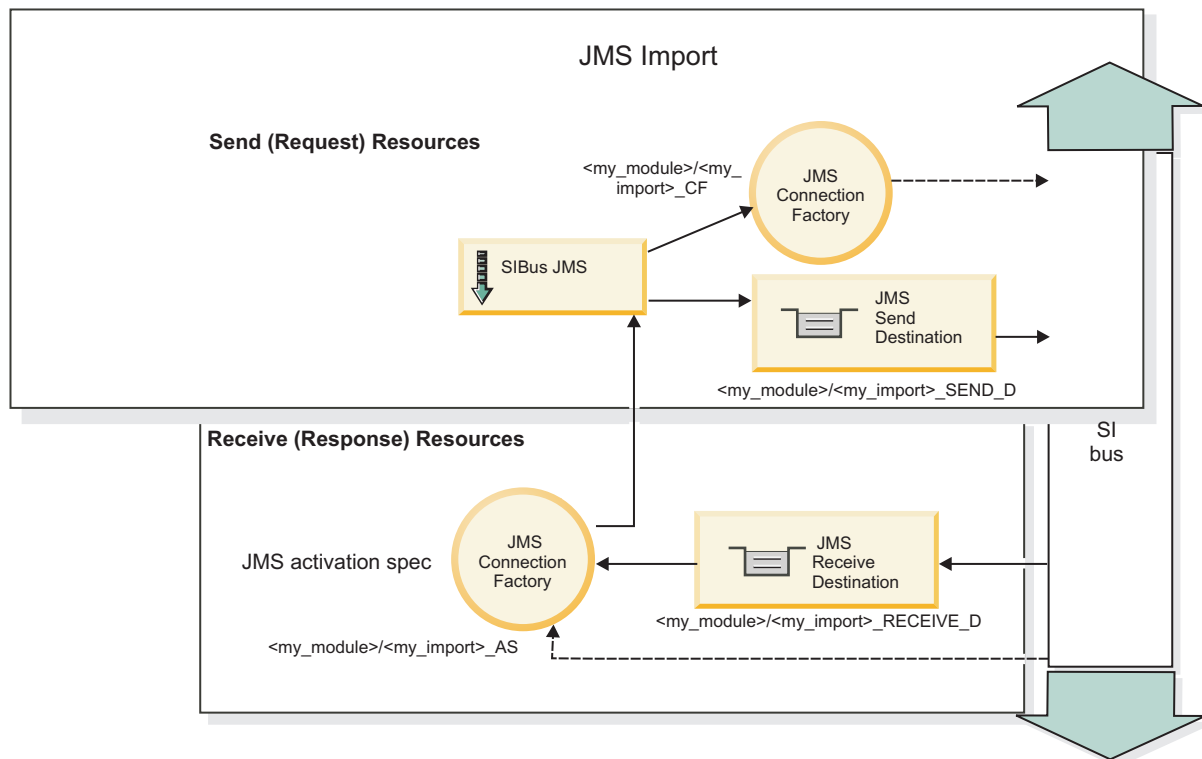 JMS Import
Send (Request) Resources
<my_module>/<my_
import>_CF
JMS
Connection
Factory
SIBus JMS
JMS
Send
Destination
<my_module>/<my_import>_SEND_D
SI
bus
Receive (Response) Resources
JMS activation spec
JMS
Connection
Factory
JMS
Receive
Destination
<my_module>/<my_import>_RECEIVE_D
<my_module>/<my_import>_AS